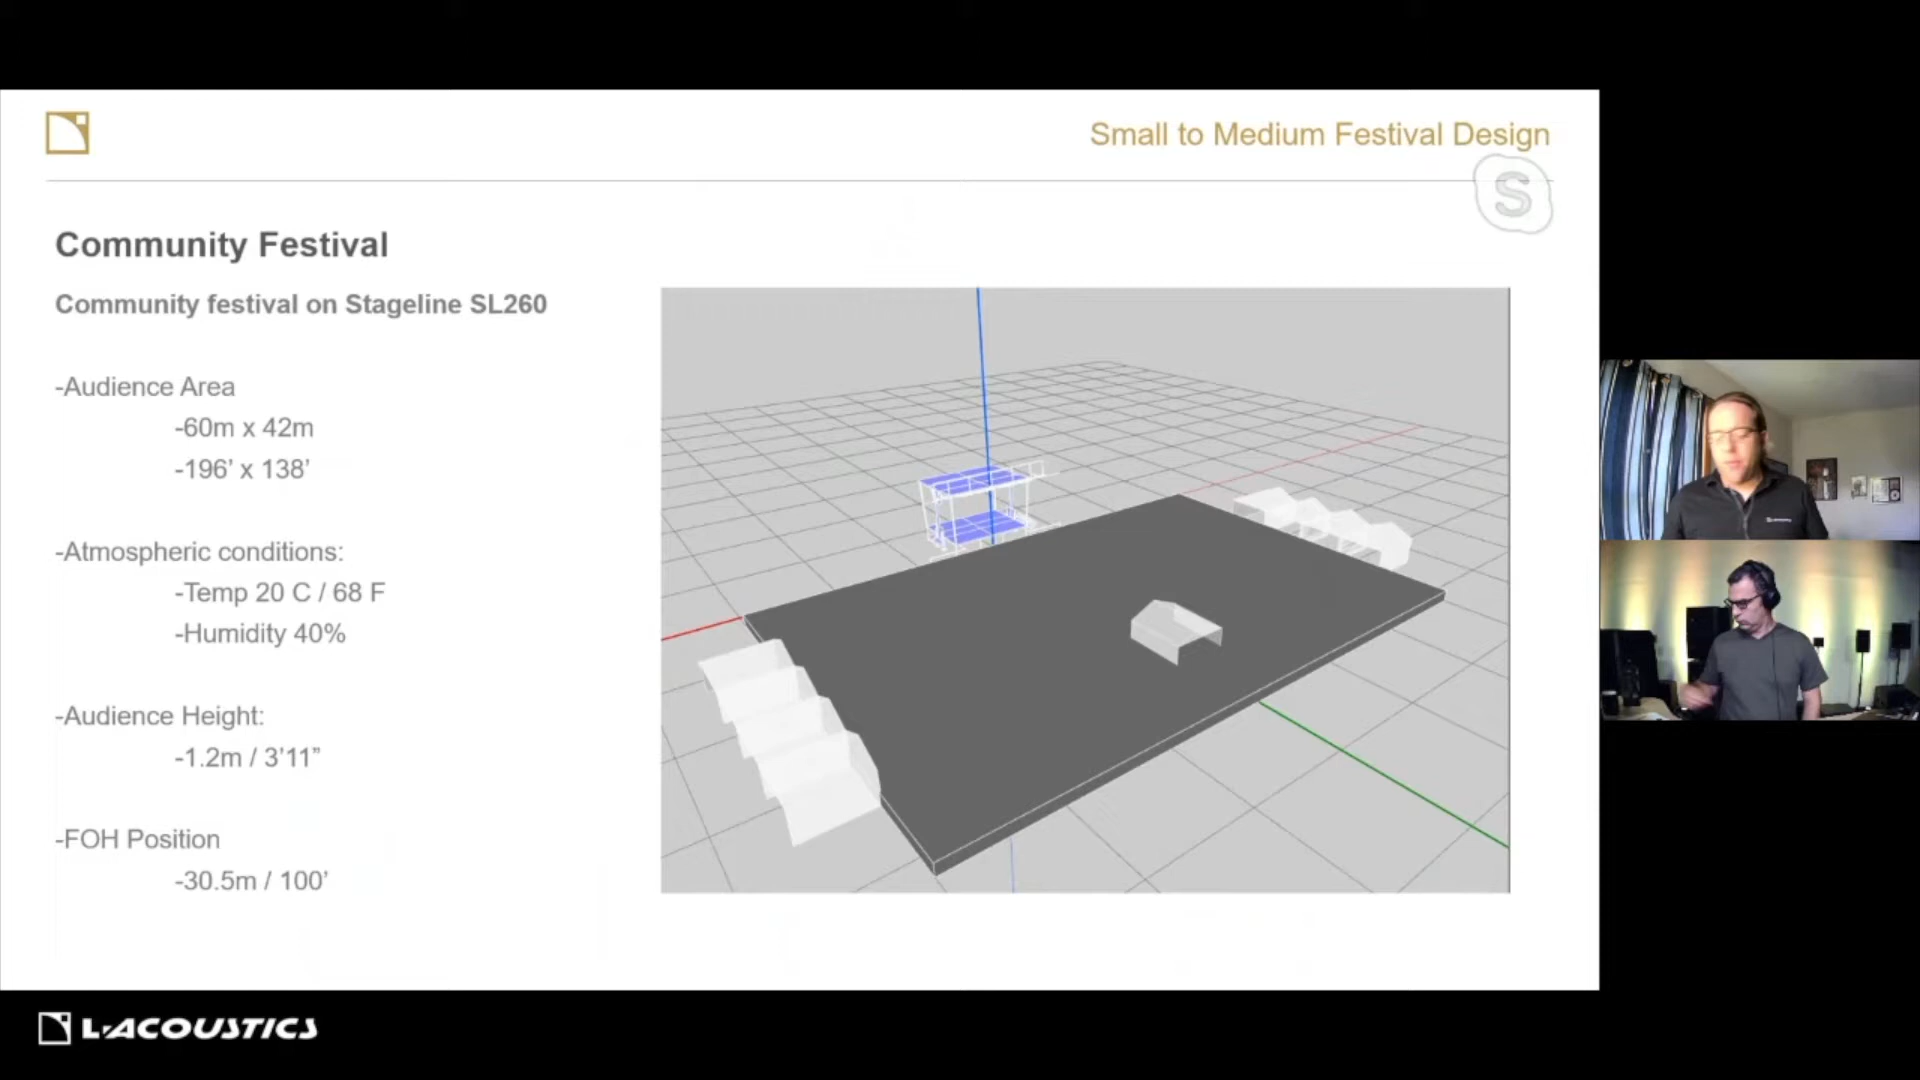 Small to Medium Festival Design
S
Community Festival
Community festival on Stageline SL260
-Audience Area
-60m x 42m
-196’ x 138’
-Atmospheric conditions:
-Temp 20 C / 68 F
-Humidity 40%
-Audience Height:
-1.2m / 3’11”
-FOH Position
-30.5m / 100’
L-ACOUSTICS